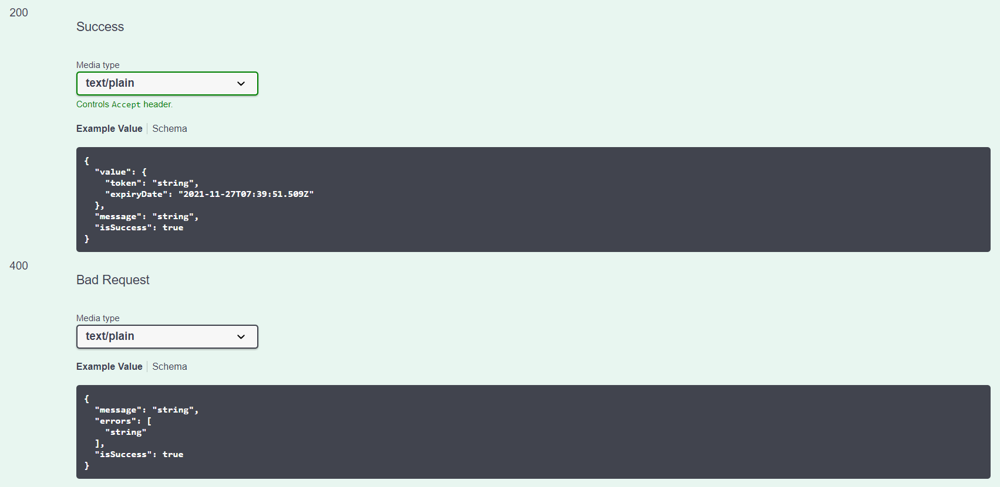 200
Success
Media type
text/plain
Controls Accept header.
Example Value Schema
{
  "value": {
    "token": "string",
    "expiryDate": "2021-11-27T07:39:51.509Z"
  },
  "message": "string",
  "isSuccess": true
}
400
Bad Request
Media type
text/plain
Example Value Schema
{
  "message": "string",
  "errors": [
    "string"
  ],
  "isSuccess": true
}